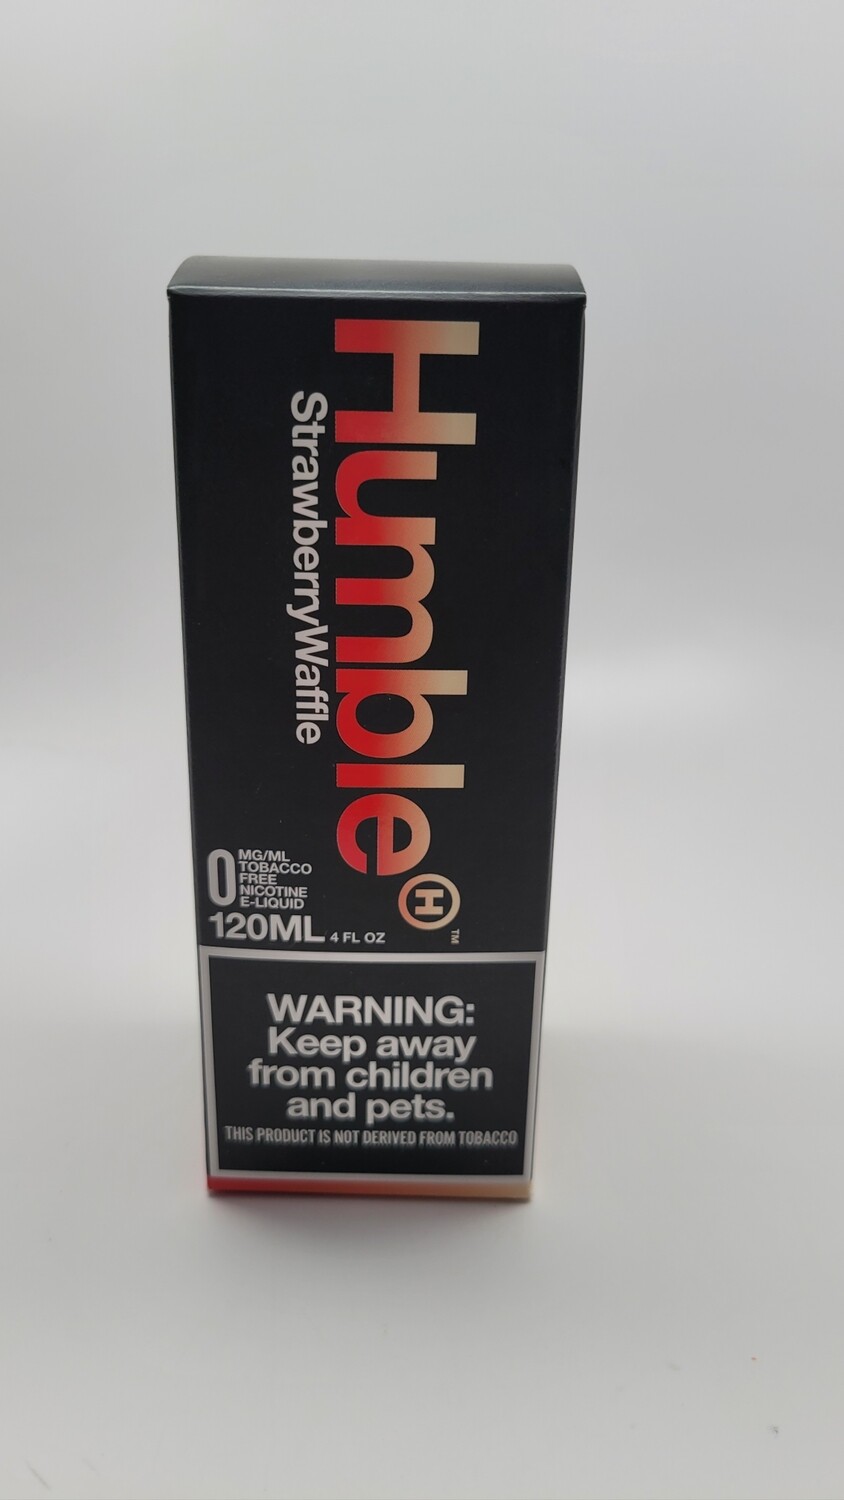 Humble
H
™
StrawberryWaffle
0 MG/ML
TOBACCO
FREE
NICOTINE
E-LIQUID
120ML 4 FL OZ
WARNING:
Keep away
from children
and pets.
THIS PRODUCT IS NOT DERIVED FROM TOBACCO